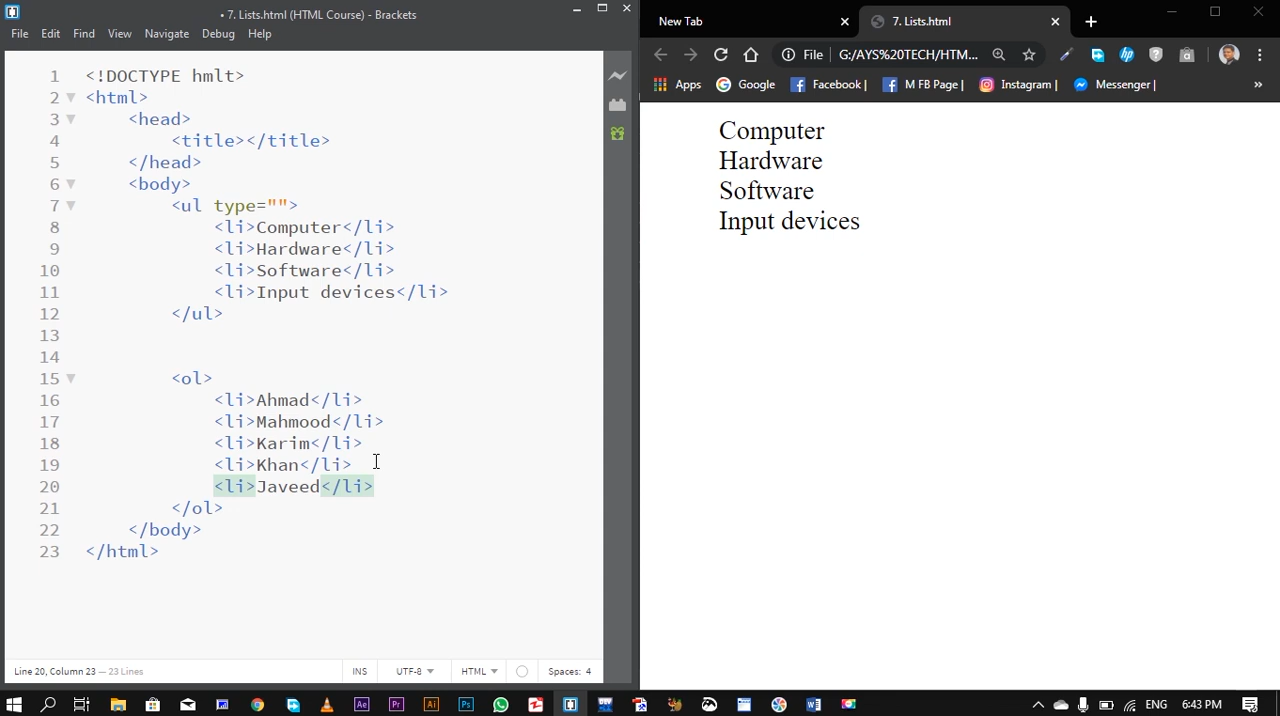 • 7. Lists.html (HTML Course) - Brackets
File Edit Find View Navigate Debug Help
1 <!DOCTYPE hmlt>
2 <html>
3 <head>
4 <title></title>
5 </head>
6 <body>
7 <ul type="">
8 <li>Computer</li>
9 <li>Hardware</li>
10 <li>Software</li>
11 <li>Input devices</li>
12 </ul>
13
14
15 <ol>
16 <li>Ahmad</li>
17 <li>Mahmood</li>
18 <li>Karim</li>
19 <li>Khan</li>
20 <li>Javeed</li>
21 </ol>
22 </body>
23 </html>
Line 20, Column 23 — 23 Lines INS UTF-8 HTML Spaces: 4
New Tab 7. Lists.html
File G:/AYS%20TECH/HTM...
Apps Google Facebook | M FB Page | Instagram | Messenger | »
Computer
Hardware
Software
Input devices
Ae Pr Ai Ps ENG 6:43 PM